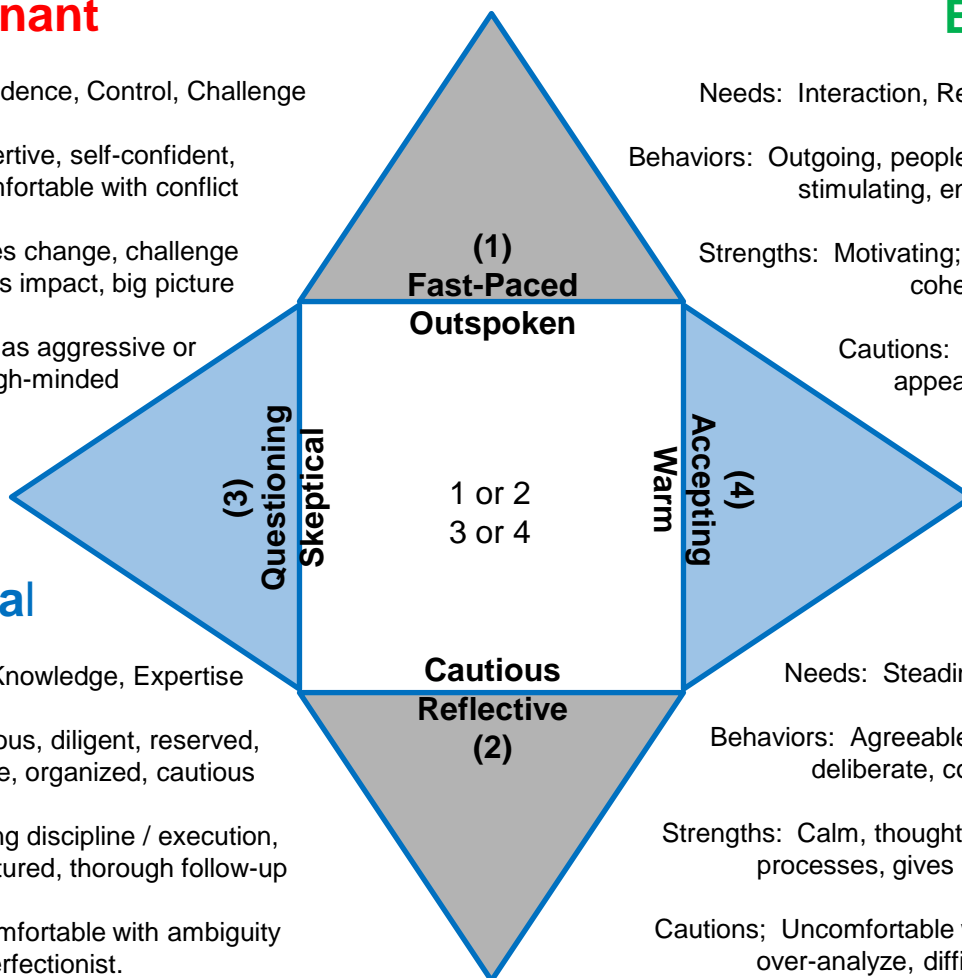 nant
E
dence, Control, Challenge
ertive, self-confident,
mfortable with conflict
es change, challenge
s impact, big picture
as aggressive or
gh-minded
Needs: Interaction, Re
Behaviors: Outgoing, people
stimulating, en
Strengths: Motivating;
cohe
Cautions:
appea
(1)
Fast-Paced
Outspoken
(3)
Questioning
Skeptical
1 or 2
3 or 4
Warm
Accepting
(4)
Cautious
Reflective
(2)
al
Knowledge, Expertise
ous, diligent, reserved,
e, organized, cautious
ng discipline / execution,
tured, thorough follow-up
mfortable with ambiguity
erfectionist.
Needs: Steadin
Behaviors: Agreeable
deliberate, co
Strengths: Calm, thought
processes, gives
Cautions; Uncomfortable
over-analyze, diffi